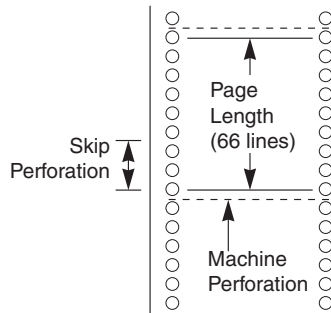 Page
Length
(66 lines)
Skip
Perforation
Machine
Perforation